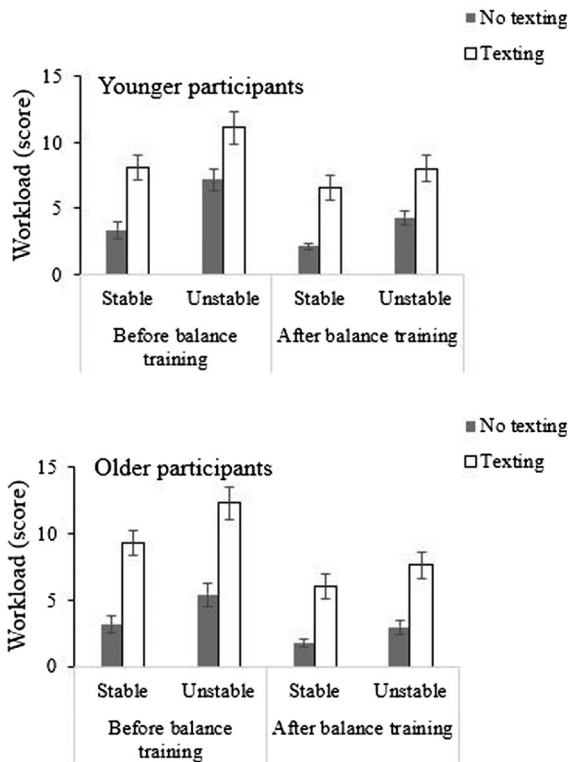 No texting
Texting
Younger participants
Workload (score)
15
10
5
0
Stable Unstable Stable Unstable
Before balance training After balance training
No texting
Texting
Older participants
Workload (score)
15
10
5
0
Stable Unstable Stable Unstable
Before balance training After balance training